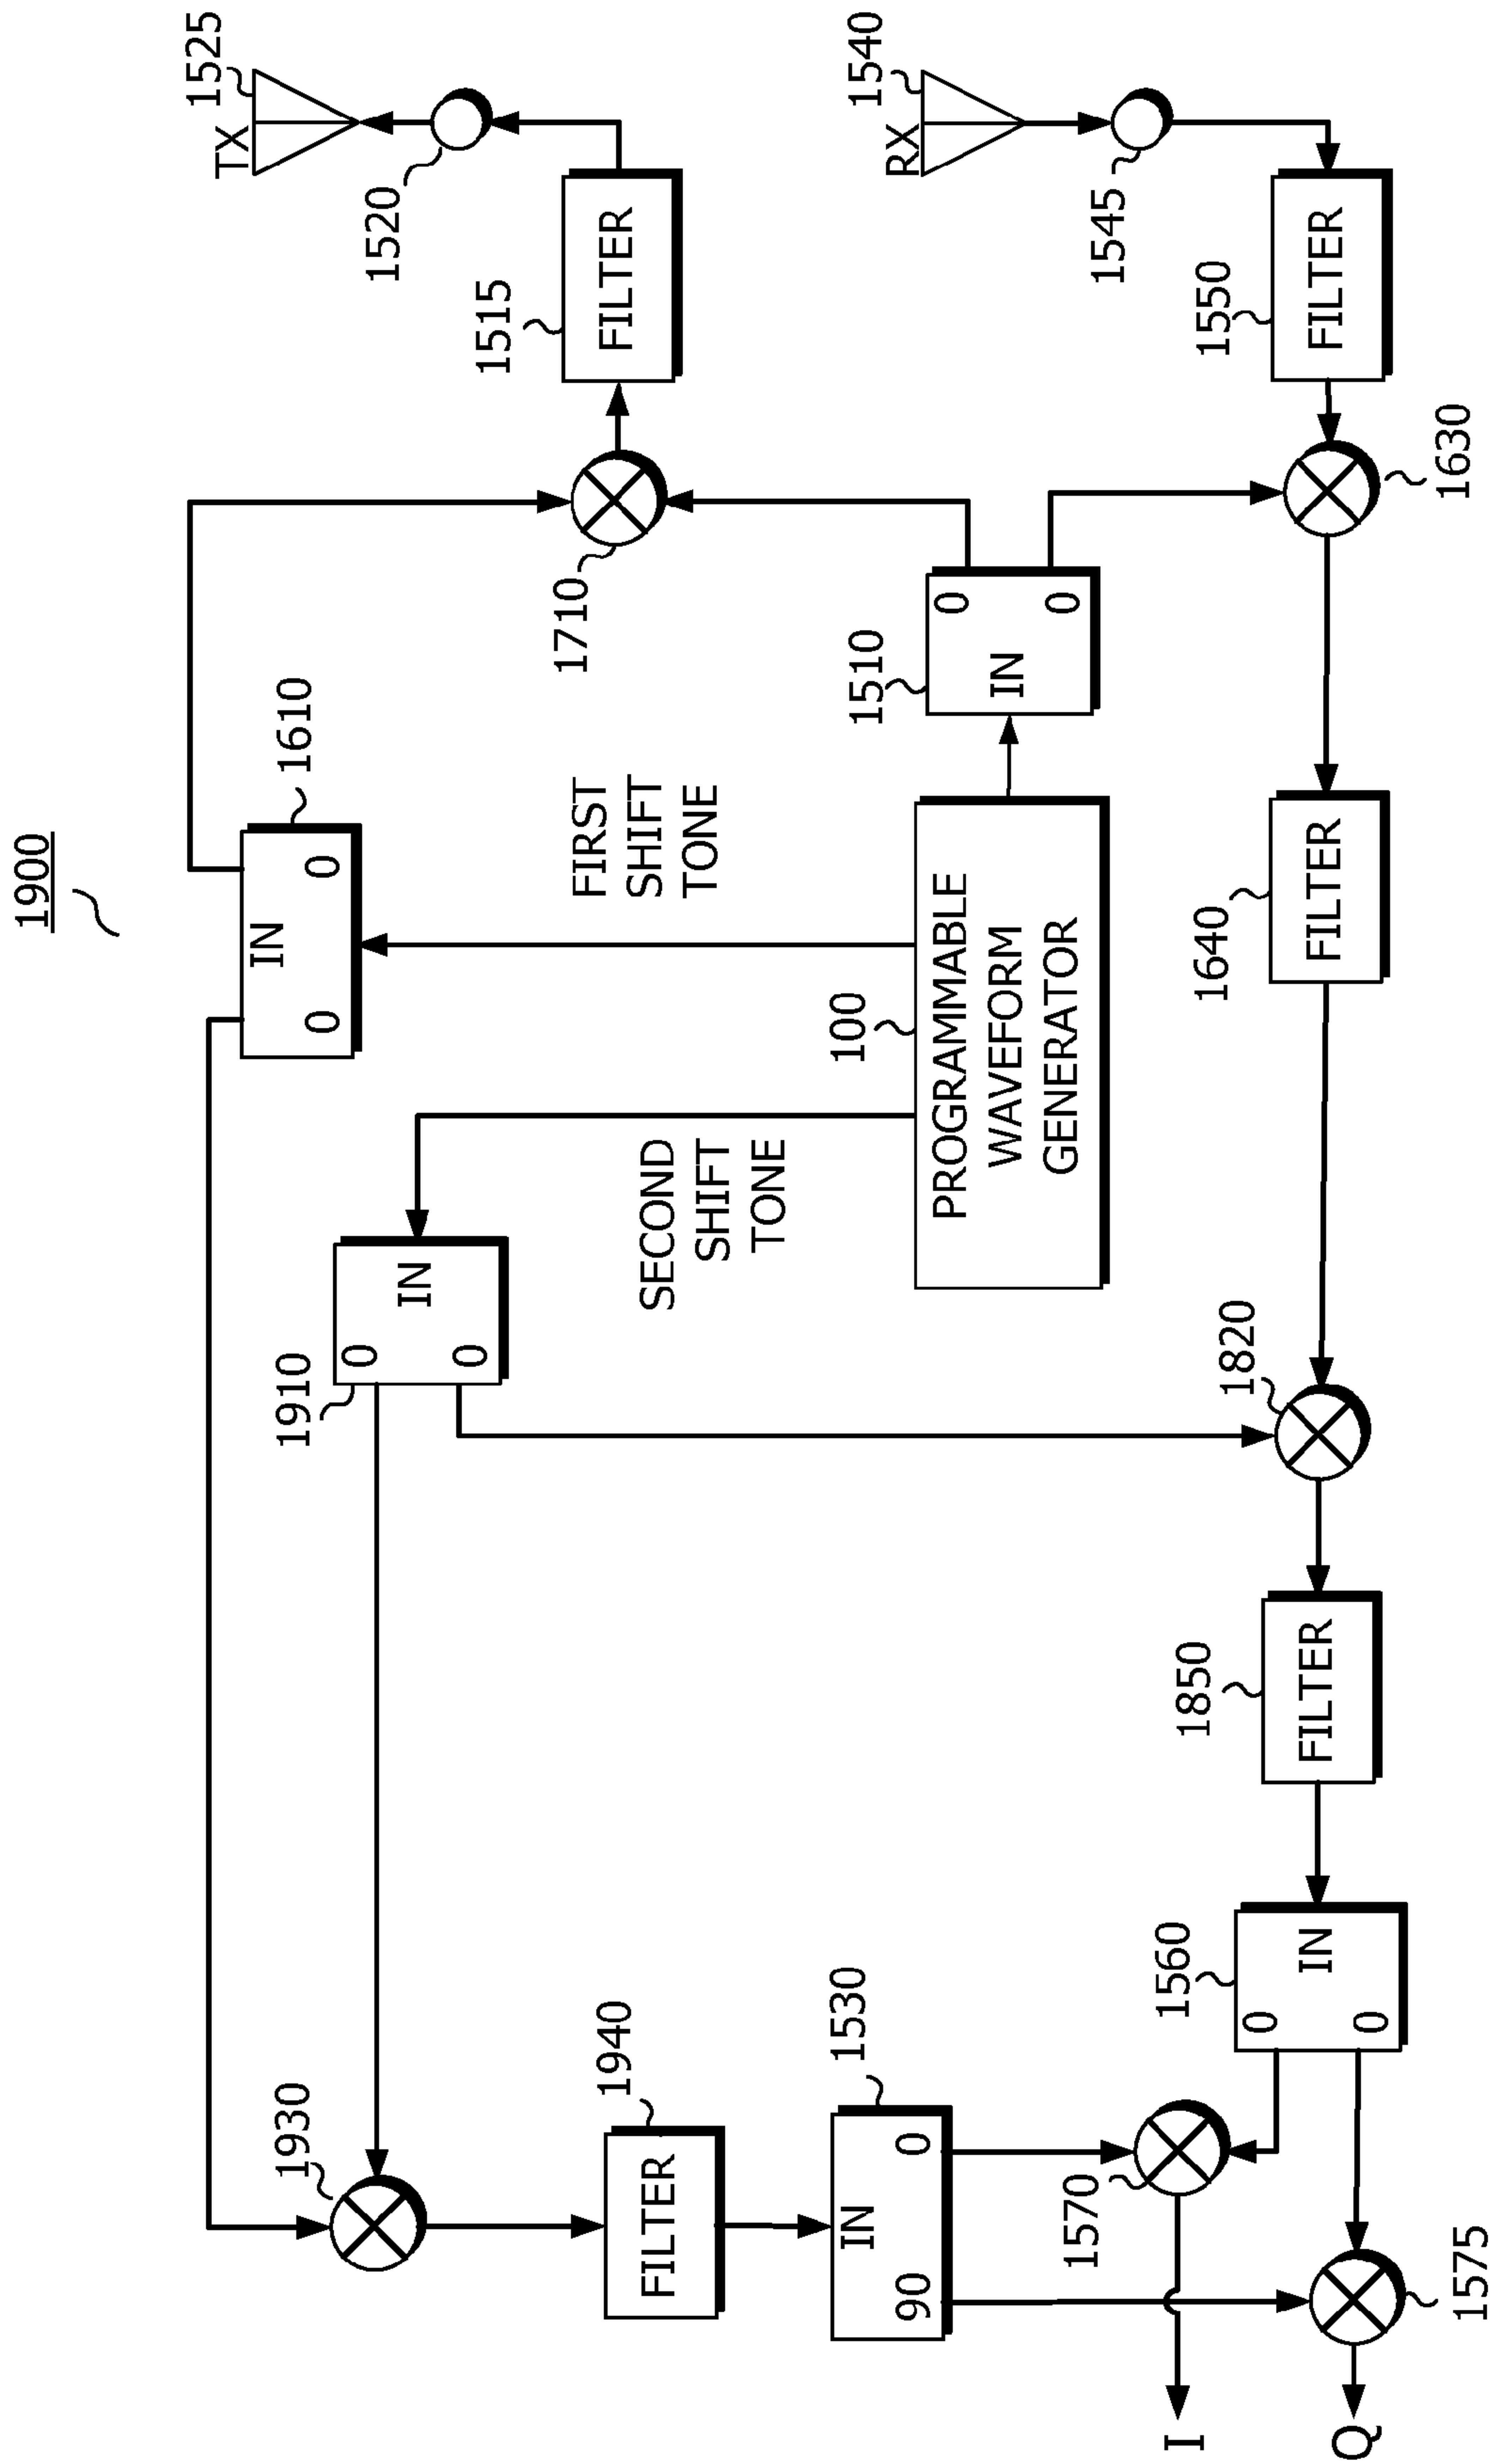 1900
TX
1525
1520
1515
FILTER
1710
1610
IN
0
0
FIRST
SHIFT
TONE
RX
1540
1545
1550
FILTER
1630
1510
IN
0
0
100
PROGRAMMABLE
WAVEFORM
GENERATOR
1640
FILTER
SECOND
SHIFT
TONE
1910
IN
0
0
1820
1850
FILTER
1930
1940
FILTER
1530
IN
0
90
1560
IN
0
0
1570
1575
I
Q